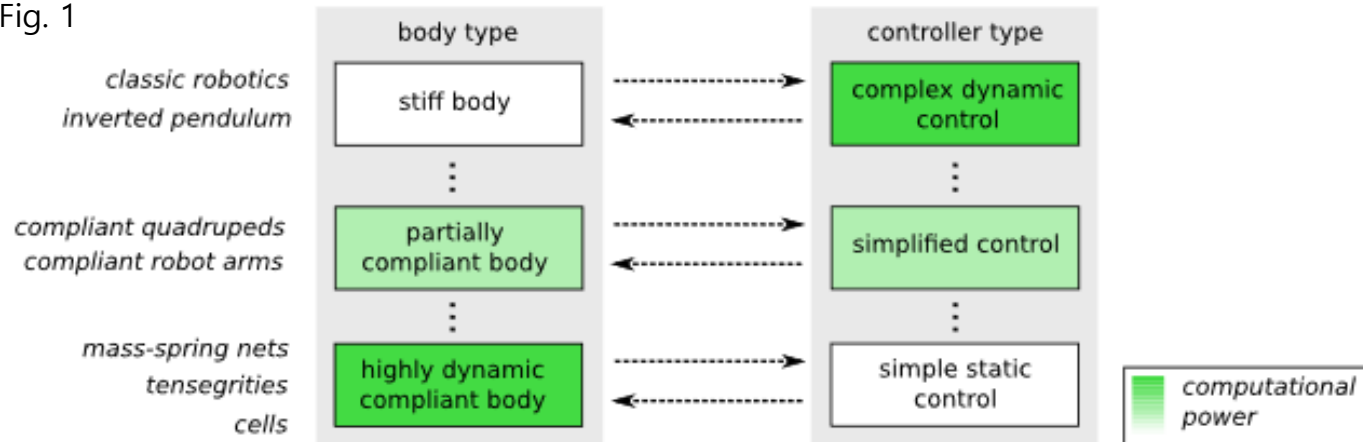 Fig. 1
body type
controller type
classic robotics
inverted pendulum
stiff body
complex dynamic
control
compliant quadrupeds
compliant robot arms
partially
compliant body
simplified control
mass-spring nets
tensegrities
cells
highly dynamic
compliant body
simple static
control
computational
power